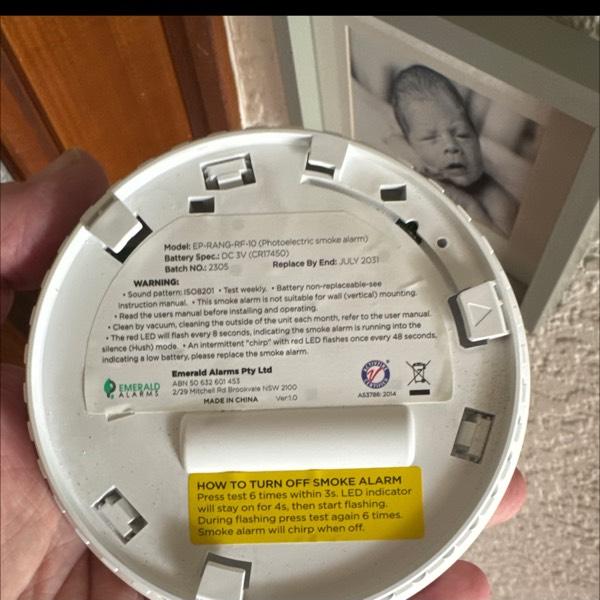 Model: EP-RANG-RF-10 (Photoelectric smoke alarm)
Battery Spec.: DC 3V (CR17450)
Batch NO.: 2305 Replace By End: JULY 2031
WARNING:
• Sound pattern: ISO8201 • Test weekly. • Battery non-replaceable-see
instruction manual. • This smoke alarm is not suitable for wall (vertical) mounting.
• Read the users manual before installing and operating.
• Clean by vacuum, cleaning the outside of the unit each month, refer to the user manual.
• The red LED will flash every 8 seconds, indicating the smoke alarm is running into the
silence (Hush) mode. • An intermittent "chirp" with red LED flashes once every 48 seconds,
indicating a low battery, please replace the smoke alarm.
Emerald Alarms Pty Ltd
ABN 50 632 601 453
2/29 Mitchell Rd Brookvale NSW 2100
MADE IN CHINA Ver:1.0
EMERALD
ALARMS
AS3786: 2014
HOW TO TURN OFF SMOKE ALARM
Press test 6 times within 3s. LED indicator
will stay on for 4s, then start flashing.
During flashing press test again 6 times.
Smoke alarm will chirp when off.